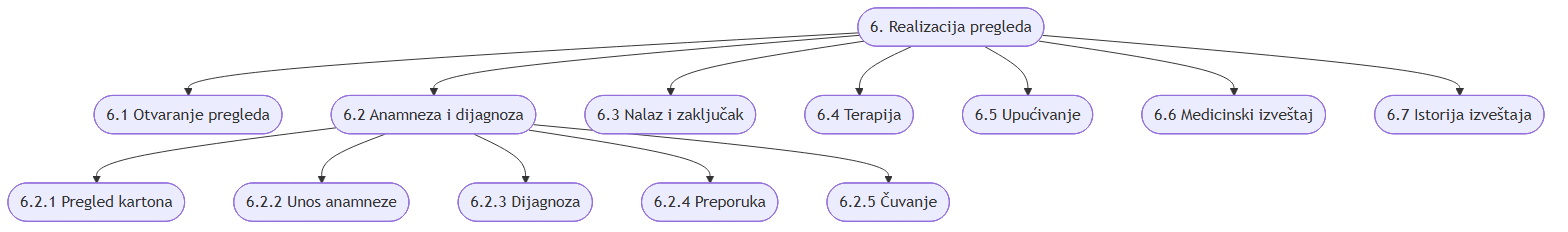 6. Realizacija pregleda
6.1 Otvaranje pregleda
6.2 Anamneza i dijagnoza
6.3 Nalaz i zaključak
6.4 Terapija
6.5 Upućivanje
6.6 Medicinski izveštaj
6.7 Istorija izveštaja
6.2.1 Pregled kartona
6.2.2 Unos anamneze
6.2.3 Dijagnoza
6.2.4 Preporuka
6.2.5 Čuvanje